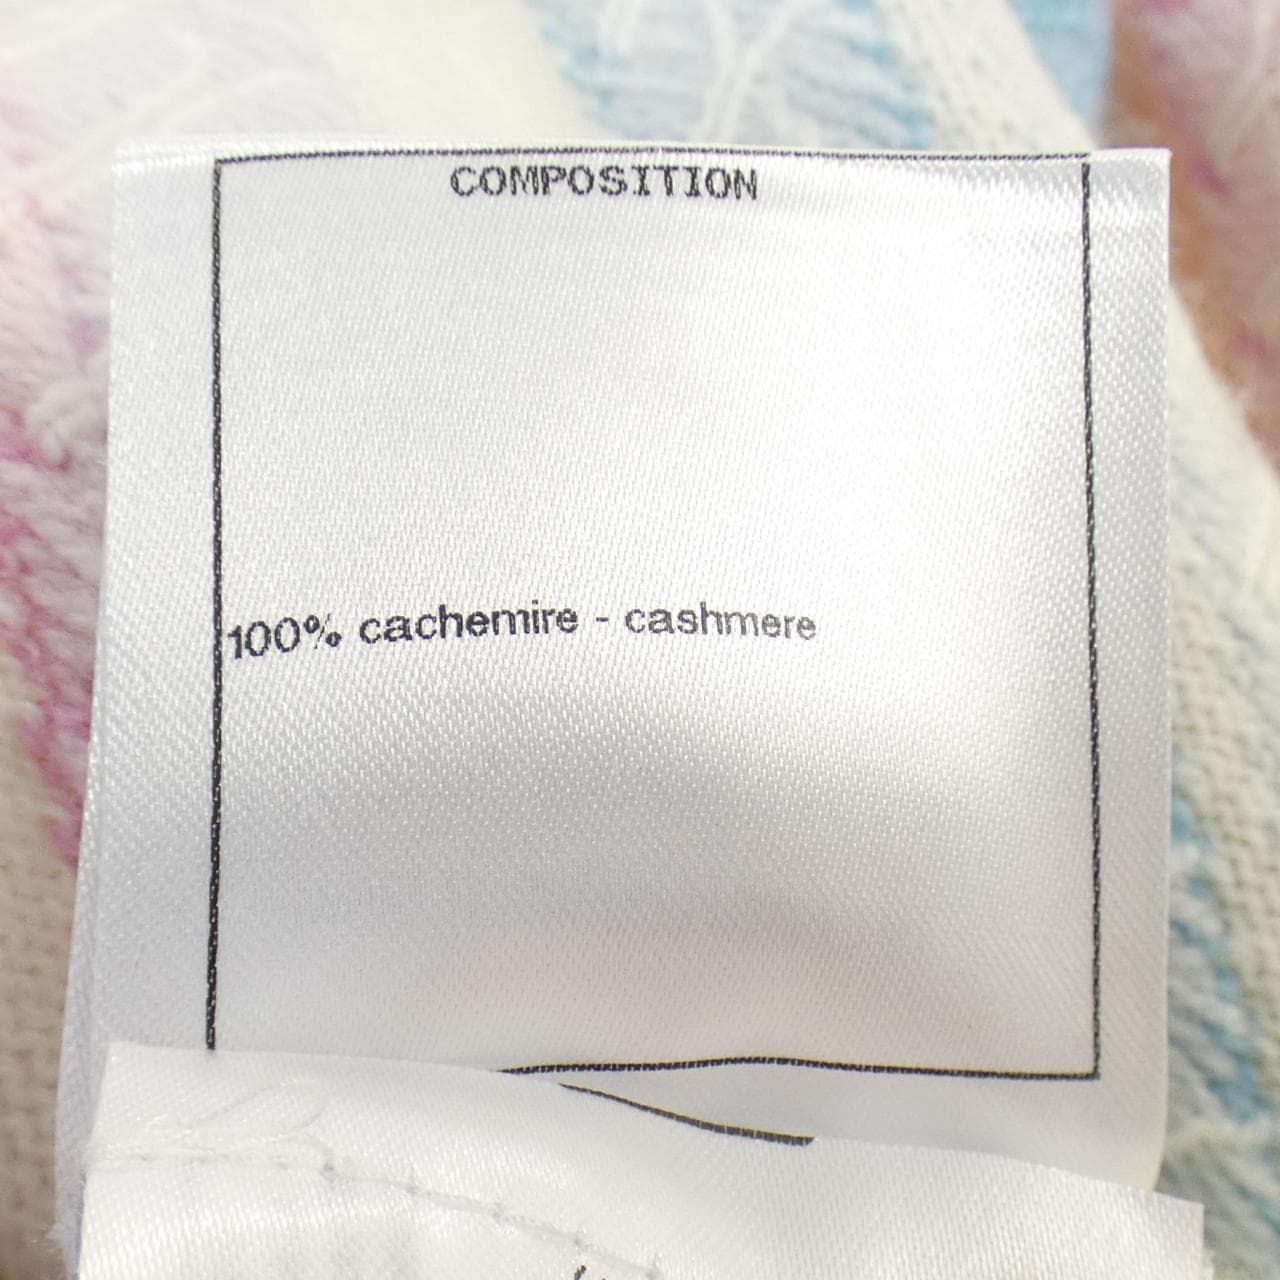 COMPOSITION
100% cachemire - cashmere